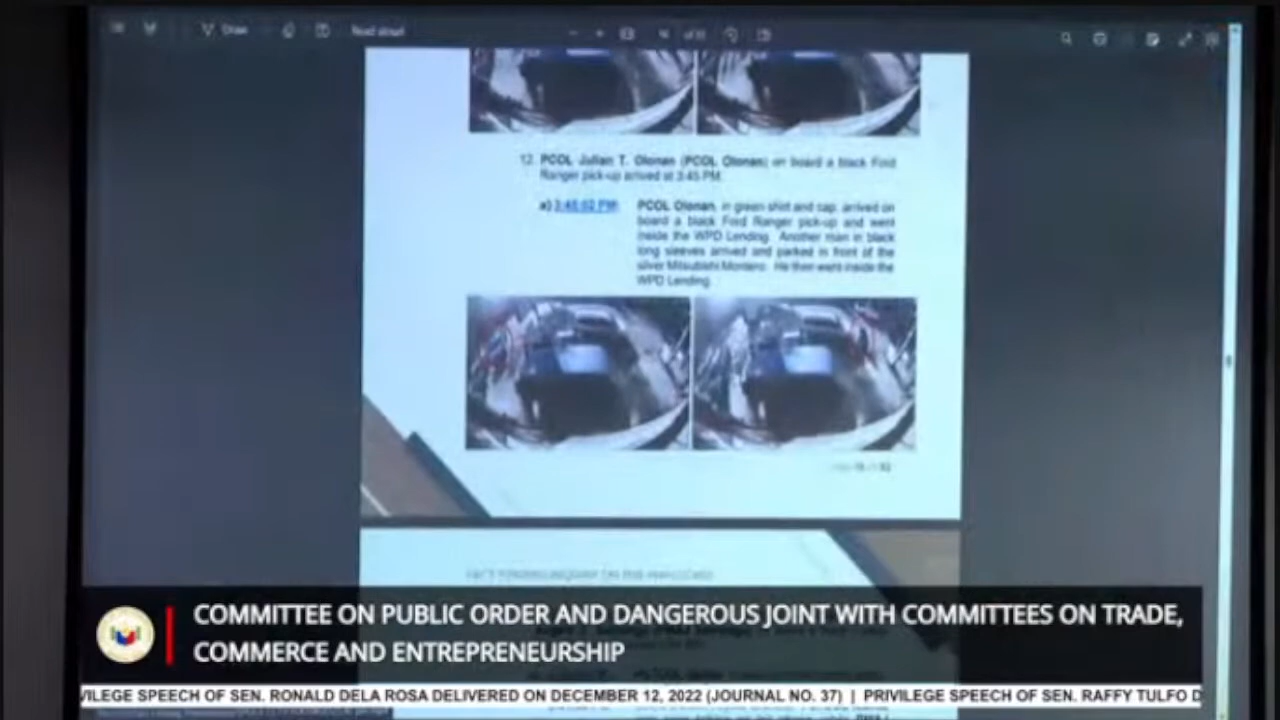 Draw
Read aloud
12. PCOL Julian T. Olonan (PCOL Olonan) on board a black Ford
Ranger pick-up arrived at 3:45 PM.
a) 3:45:02 PM: PCOL Olonan, in green shirt and cap, arrived on
board a black Ford Ranger pick-up and went
inside the WPD Lending. Another man in black
long sleeves arrived and parked in front of the
silver Mitsubishi Montero. He then went inside the
WPD Lending.
COMMITTEE ON PUBLIC ORDER AND DANGEROUS JOINT WITH COMMITTEES ON TRADE,
COMMERCE AND ENTREPRENEURSHIP
VILEGE SPEECH OF SEN. RONALD DELA ROSA DELIVERED ON DECEMBER 12, 2022 (JOURNAL NO. 37) | PRIVILEGE SPEECH OF SEN. RAFFY TULFO D